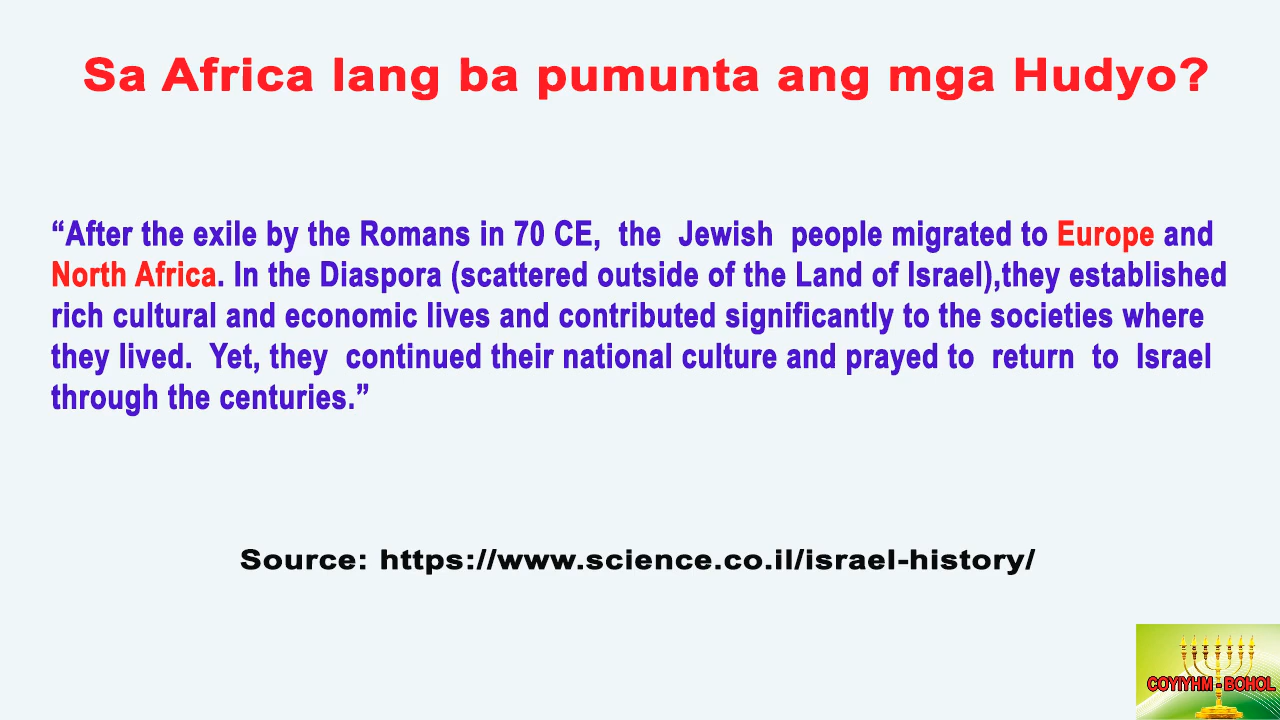 Sa Africa lang ba pumunta ang mga Hudyo?
“After the exile by the Romans in 70 CE, the Jewish people migrated to Europe and
North Africa. In the Diaspora (scattered outside of the Land of Israel),they established
rich cultural and economic lives and contributed significantly to the societies where
they lived. Yet, they continued their national culture and prayed to return to Israel
through the centuries.”
Source: https://www.science.co.il/israel-history/
COYIYHM - BOHOL